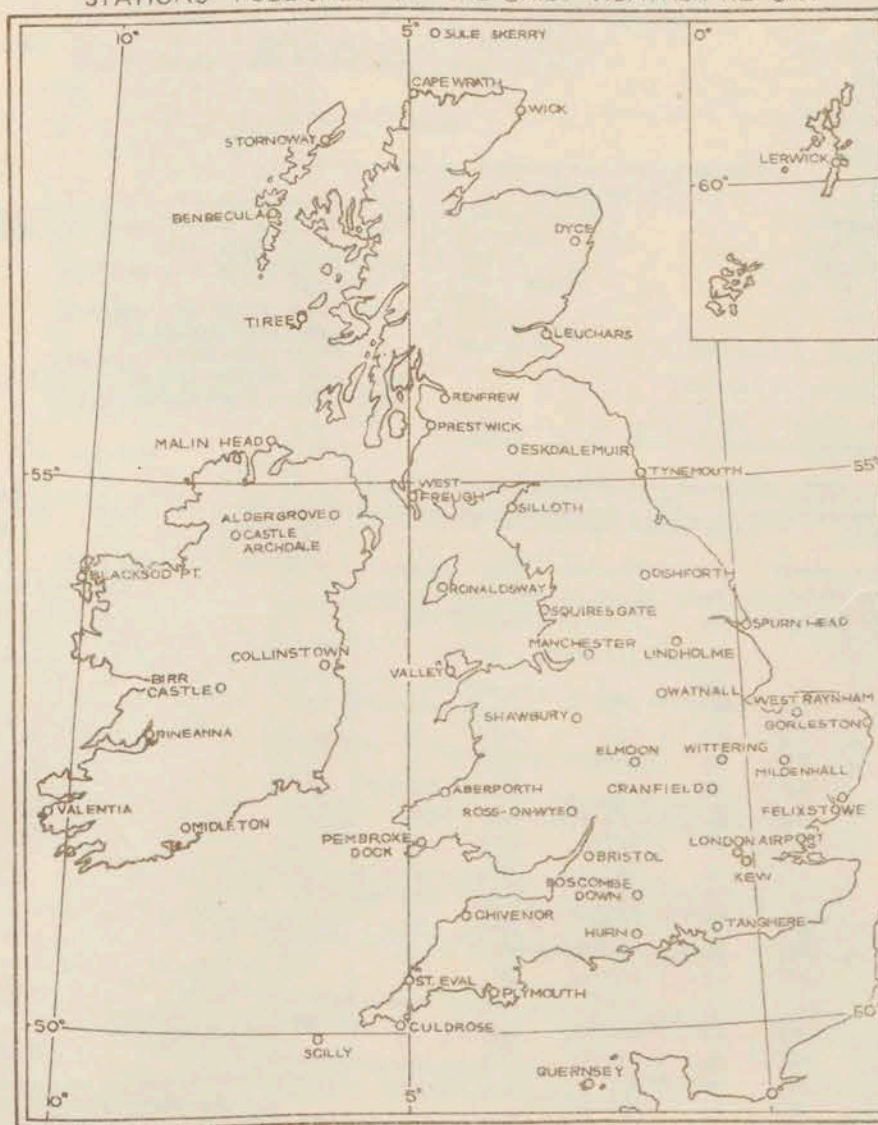 10°
5°
O SULE SKERRY
0°
CAPE WRATH
WICK
STORNOWAY
LERWICK
60°
BENBECULA
DYCE
TIREE
LEUCHARS
RENFREW
PRESTWICK
MALIN HEAD
ESKDALEMUIR
TYNEMOUTH
55°
55°
WEST
FREUGH
SILLOTH
ALDERGROVE
CASTLE
ARCHDALE
DISHFORTH
BLACKSOD PT.
RONALDSWAY
SQUIRES GATE
SPURN HEAD
MANCHESTER
LINDHOLME
COLLINSTOWN
VALLEY
BIRR
CASTLE
WATNALL
WEST RAYNHAM
GORLESTON
SHAWBURY
RINEANNA
ELMDON
WITTERING
MILDENHALL
ABERPORTH
CRANFIELD
FELIXSTOWE
VALENTIA
ROSS-ON-WYE
MIDLETON
PEMBROKE
DOCK
LONDON AIRPORT
BRISTOL
KEW
BOSCOMBE
DOWN
CHIVENOR
TANGMERE
HURN
ST. EVAL
PLYMOUTH
50°
50°
CULDROSE
SCILLY
GUERNSEY
10°
5°
0°